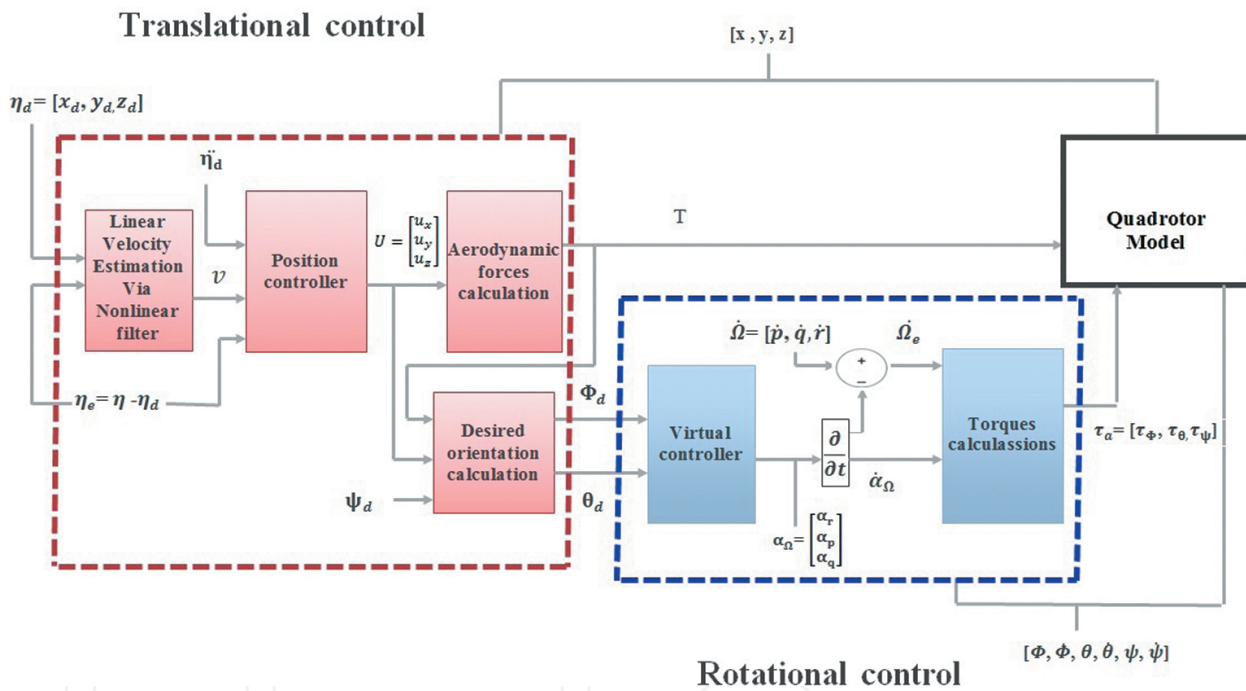 Translational control
[x , y, z]
η_d = [x_d, y_d, z_d]
η̈_d
Linear
Velocity
Estimation
Via
Nonlinear
filter
𝒱
Position
controller
U = [u_x
u_y
u_z]
Aerodynamic
forces
calculation
T
Quadrotor
Model
η_e = η - η_d
Φ_d
Desired
orientation
calculation
ψ_d
θ_d
Ω̇ = [ṗ, q̇, ṙ]
+
−
Ω̇_e
Virtual
controller
∂
∂t
α̇_Ω
Torques
calculassions
τ_a = [τ_Φ, τ_θ, τ_ψ]
α_Ω = [α_r
α_p
α_q]
[Φ, Φ, θ, θ̇, ψ, ψ̇]
Rotational control